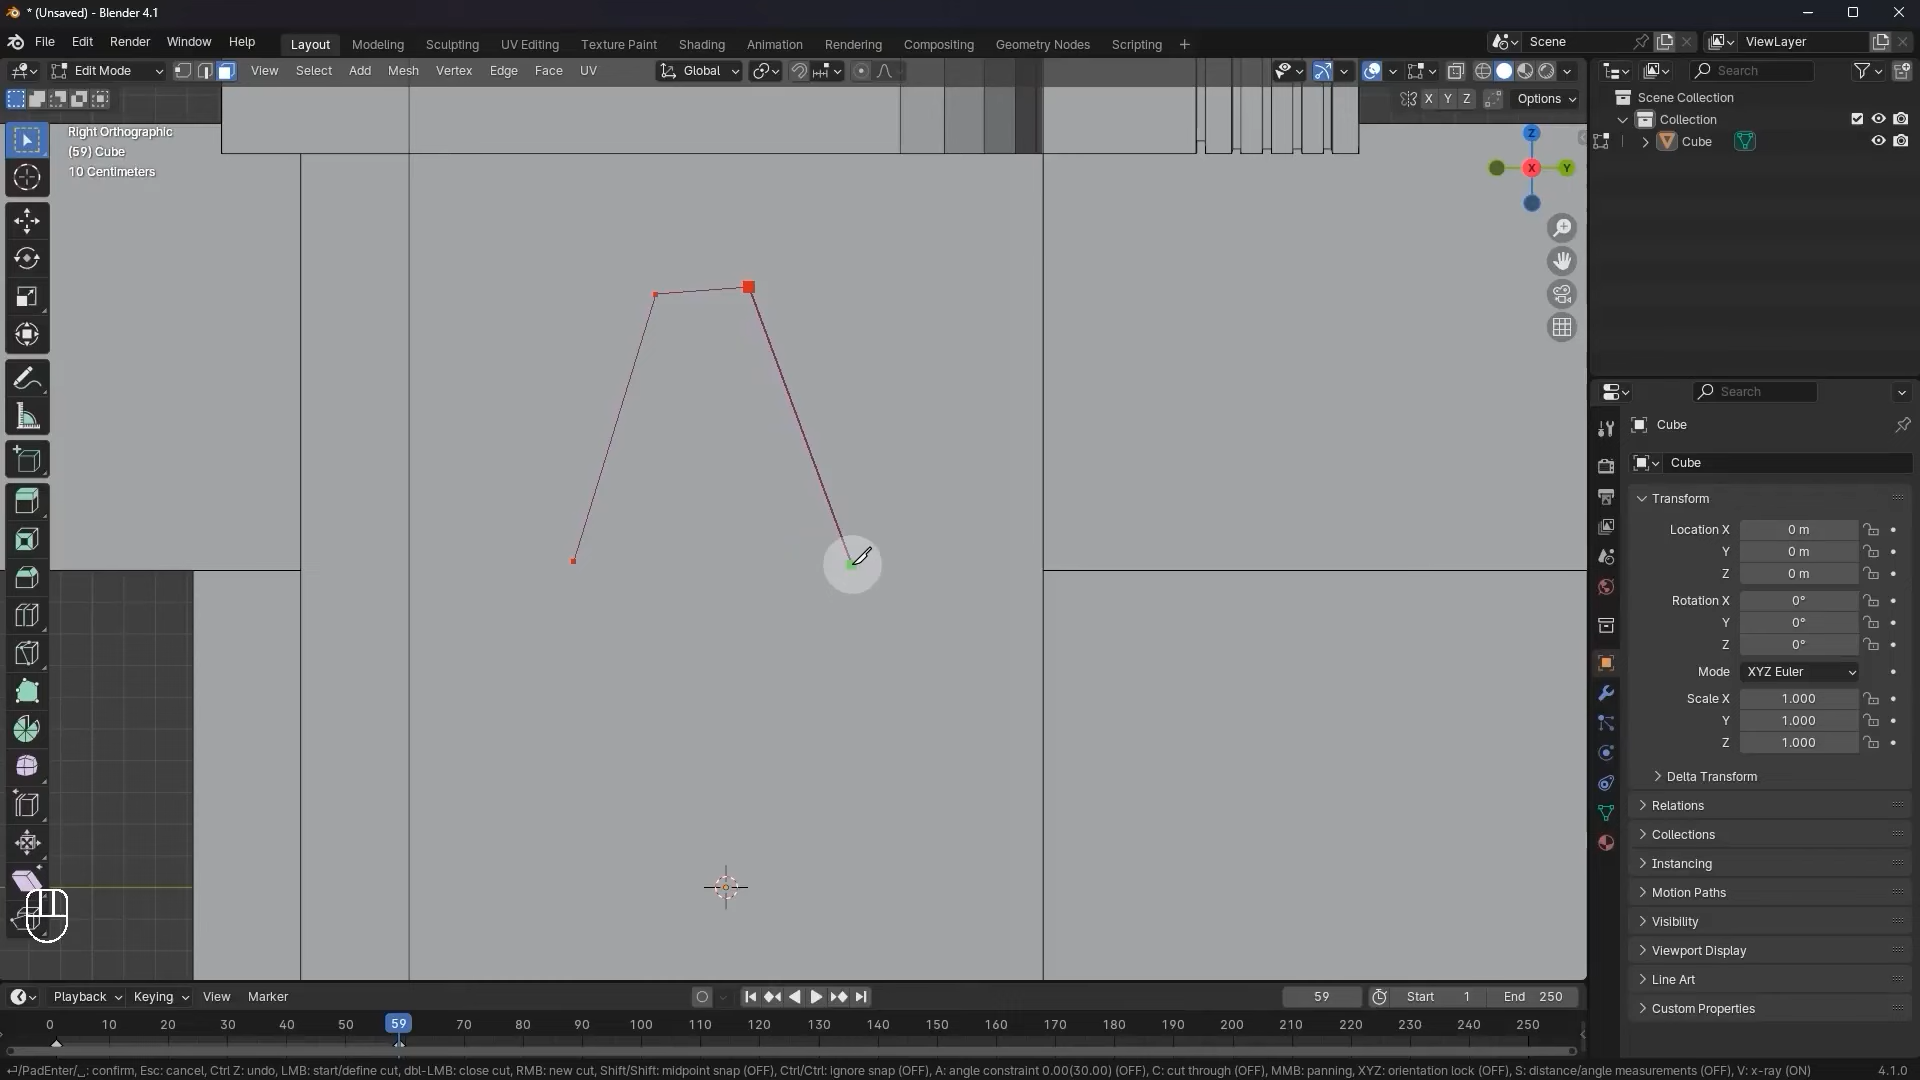 * (Unsaved) - Blender 4.1
File Edit Render Window Help Layout Modeling Sculpting UV Editing Texture Paint Shading Animation Rendering Compositing Geometry Nodes Scripting + Scene ViewLayer
Edit Mode View Select Add Mesh Vertex Edge Face UV Global Search
X Y Z Options
Right Orthographic
(59) Cube
10 Centimeters
Z
X
Y
Scene Collection
Collection
Cube
Search
Cube
Cube
Transform
Location X 0 m
Y 0 m
Z 0 m
Rotation X 0°
Y 0°
Z 0°
Mode XYZ Euler
Scale X 1.000
Y 1.000
Z 1.000
Delta Transform
Relations
Collections
Instancing
Motion Paths
Visibility
Viewport Display
Line Art
Custom Properties
Playback Keying View Marker 59 Start 1 End 250
0 10 20 30 40 50 59 70 80 90 100 110 120 130 140 150 160 170 180 190 200 210 220 230 240 250
/PadEnter/␣: confirm, Esc: cancel, Ctrl Z: undo, LMB: start/define cut, dbl-LMB: close cut, RMB: new cut, Shift/Shift: midpoint snap (OFF), Ctrl/Ctrl: ignore snap (OFF), A: angle constraint 0.00(30.00) (OFF), C: cut through (OFF), MMB: panning, XYZ: orientation lock (OFF), S: distance/angle measurements (OFF), V: x-ray (ON) 4.1.0